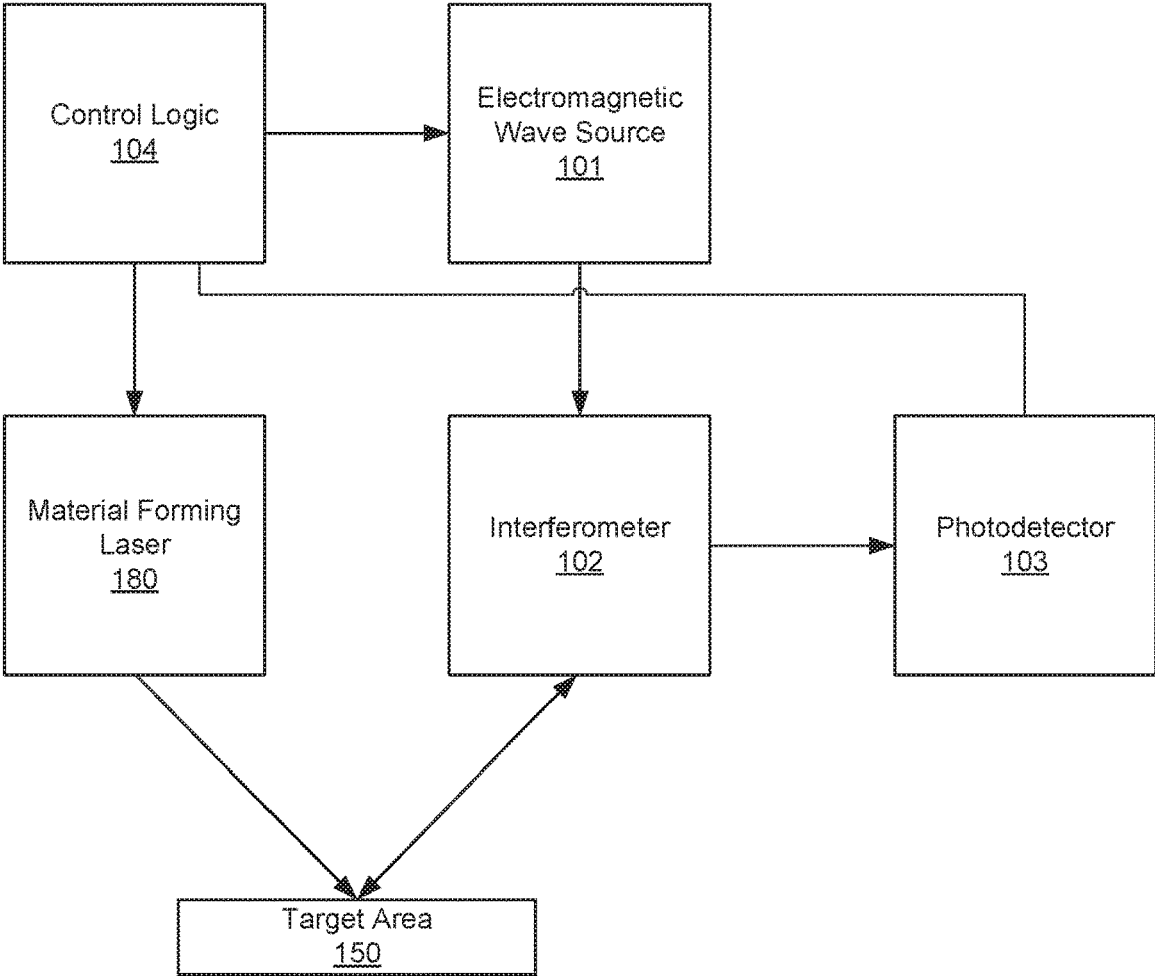 Control Logic
104
Electromagnetic
Wave Source
101
Material Forming
Laser
180
Interferometer
102
Photodetector
103
Target Area
150